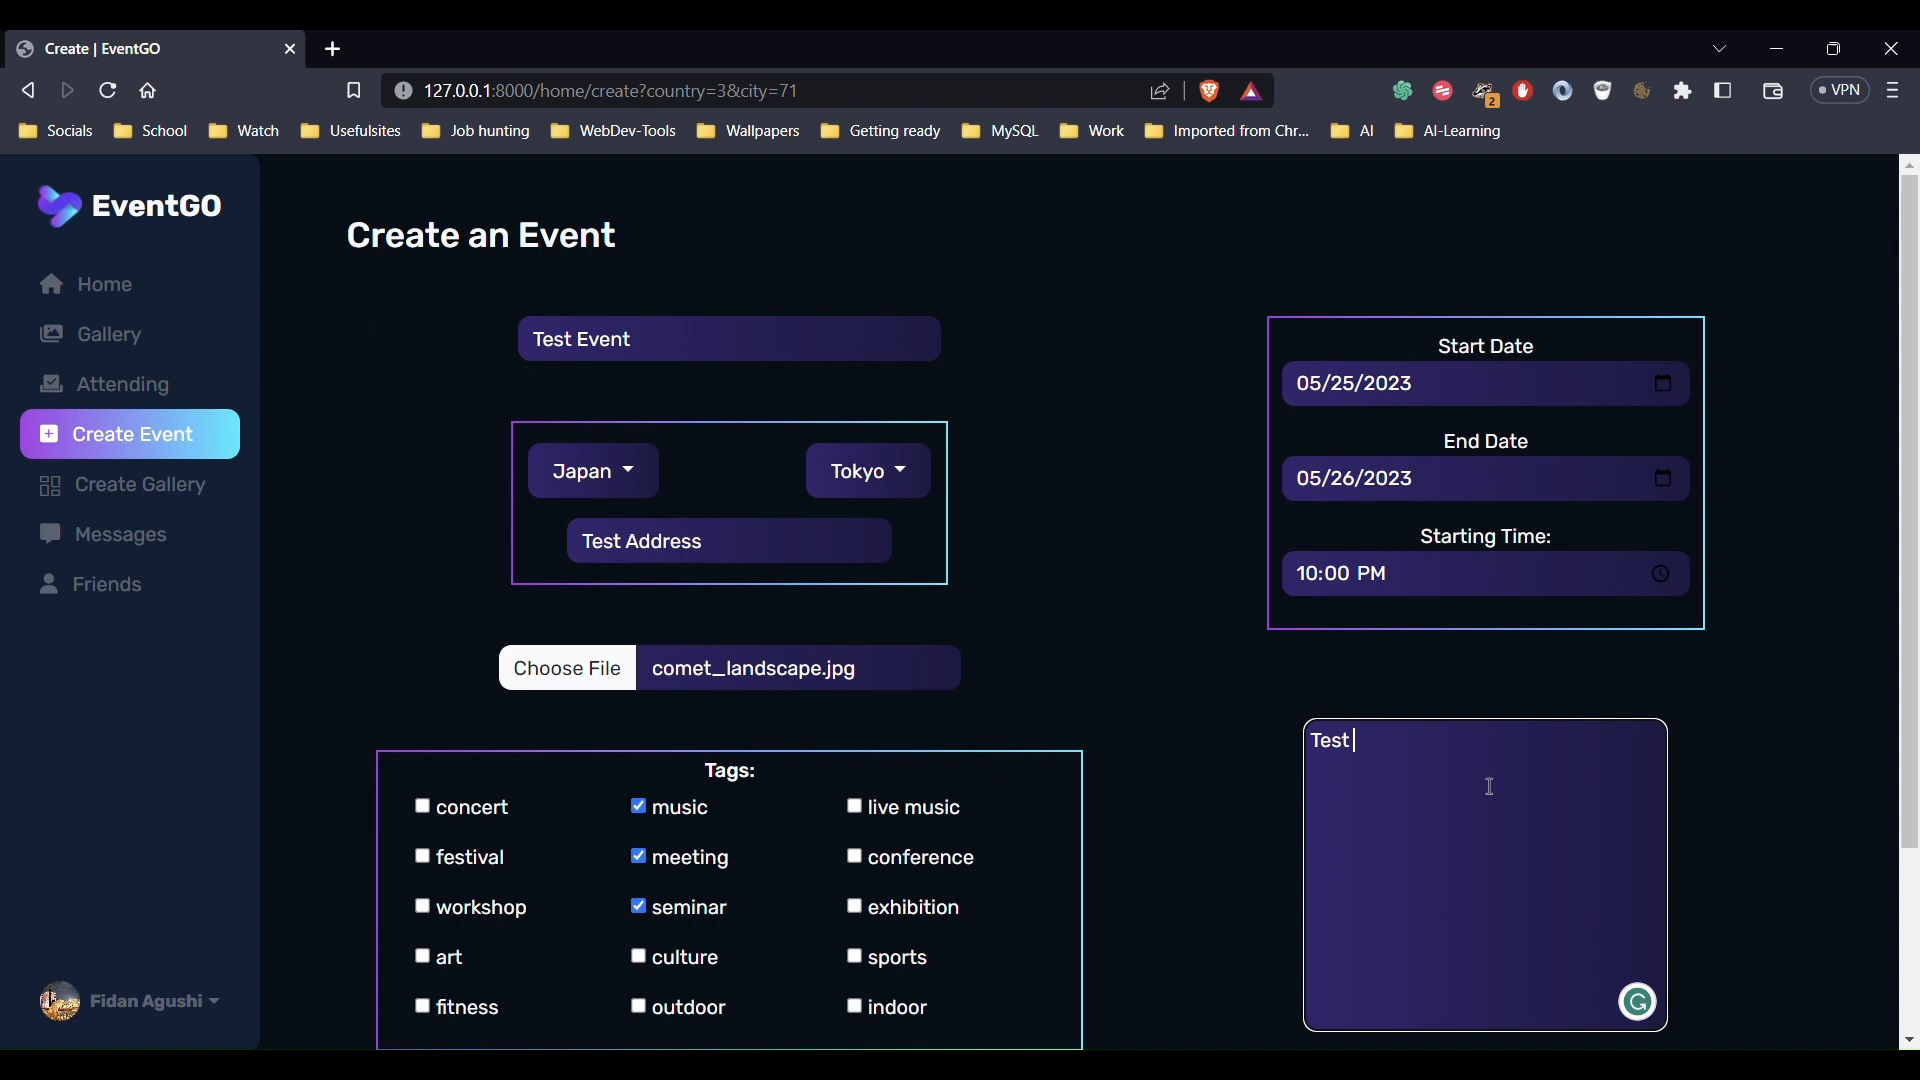 Create | EventGO
127.0.0.1:8000/home/create?country=3&city=71
2
VPN
Socials School Watch Usefulsites Job hunting WebDev-Tools Wallpapers Getting ready MySQL Work Imported from Chr... AI AI-Learning
EventGO
Home
Gallery
Attending
Create Event
Create Gallery
Messages
Friends
Fidan Agushi
Create an Event
Test Event
Japan Tokyo
Test Address
Choose File comet_landscape.jpg
Tags:
concert music live music
festival meeting conference
workshop seminar exhibition
art culture sports
fitness outdoor indoor
Start Date
05/25/2023
End Date
05/26/2023
Starting Time:
10:00 PM
Test